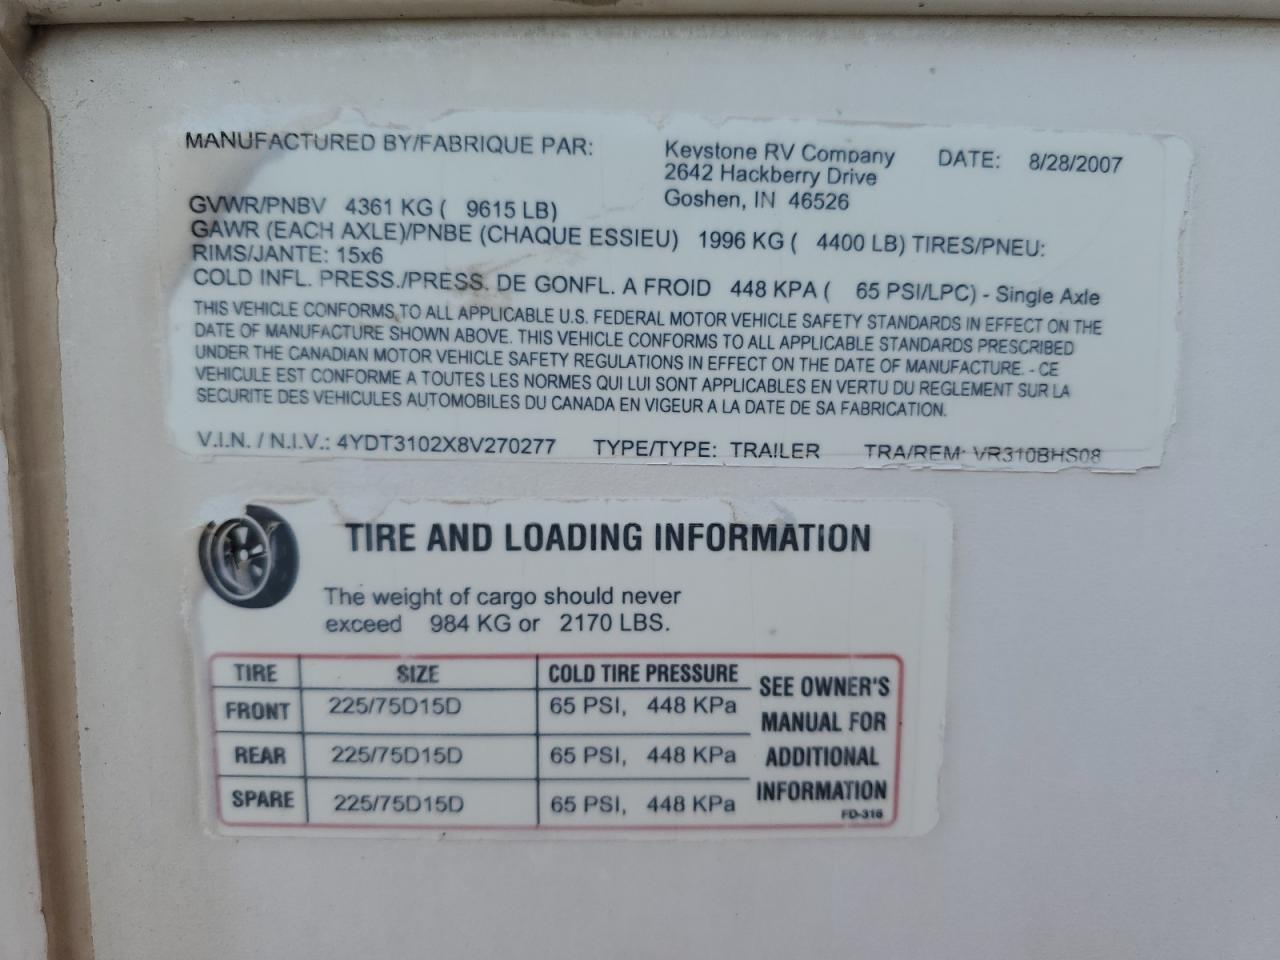 MANUFACTURED BY/FABRIQUE PAR: Keystone RV Company DATE: 8/28/2007
2642 Hackberry Drive
Goshen, IN 46526
GVWR/PNBV 4361 KG ( 9615 LB)
GAWR (EACH AXLE)/PNBE (CHAQUE ESSIEU) 1996 KG ( 4400 LB) TIRES/PNEU:
RIMS/JANTE: 15x6
COLD INFL. PRESS./PRESS. DE GONFL. A FROID 448 KPA ( 65 PSI/LPC) - Single Axle
THIS VEHICLE CONFORMS TO ALL APPLICABLE U.S. FEDERAL MOTOR VEHICLE SAFETY STANDARDS IN EFFECT ON THE
DATE OF MANUFACTURE SHOWN ABOVE. THIS VEHICLE CONFORMS TO ALL APPLICABLE STANDARDS PRESCRIBED
UNDER THE CANADIAN MOTOR VEHICLE SAFETY REGULATIONS IN EFFECT ON THE DATE OF MANUFACTURE. - CE
VEHICULE EST CONFORME A TOUTES LES NORMES QUI LUI SONT APPLICABLES EN VERTU DU REGLEMENT SUR LA
SECURITE DES VEHICULES AUTOMOBILES DU CANADA EN VIGEUR A LA DATE DE SA FABRICATION.
V.I.N. / N.I.V.: 4YDT3102X8V270277 TYPE/TYPE: TRAILER TRA/REM: VR310BHS08
TIRE AND LOADING INFORMATION
The weight of cargo should never
exceed 984 KG or 2170 LBS.
TIRE SIZE COLD TIRE PRESSURE
FRONT 225/75D15D 65 PSI, 448 KPa
REAR 225/75D15D 65 PSI, 448 KPa
SPARE 225/75D15D 65 PSI, 448 KPa
SEE OWNER'S
MANUAL FOR
ADDITIONAL
INFORMATION
FD-316